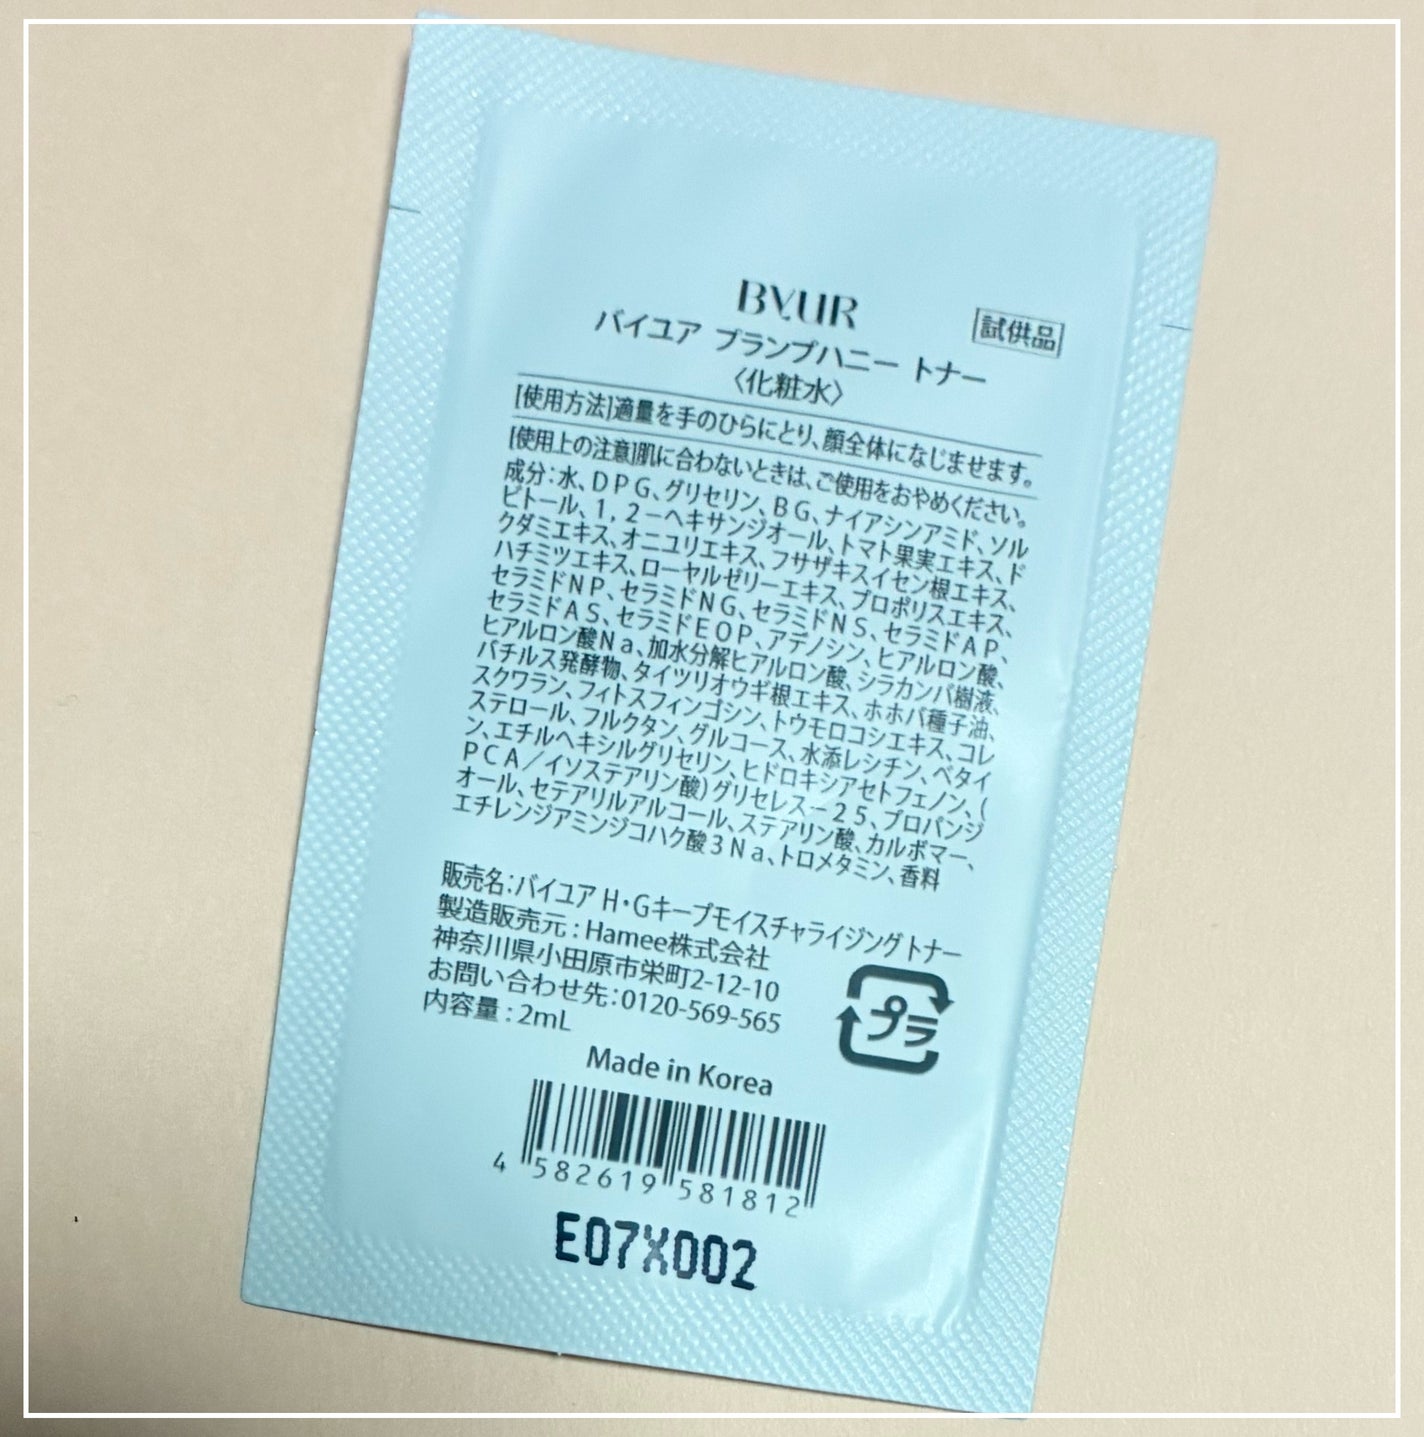 BYUR
バイユア プランプハニー トナー
試供品
〈化粧水〉
[使用方法]適量を手のひらにとり、顔全体になじませます。
[使用上の注意]肌に合わないときは、ご使用をおやめください。
成分：水、DPG、グリセリン、BG、ナイアシンアミド、ソル
ビトール、1，2－ヘキサンジオール、トマト果実エキス、ド
クダミエキス、オニユリエキス、フサザキスイセン根エキス、
ハチミツエキス、ローヤルゼリーエキス、プロポリスエキス、
セラミドNP、セラミドNG、セラミドNS、セラミドAP、
セラミドAS、セラミドEOP、アデノシン、ヒアルロン酸、
ヒアルロン酸Na、加水分解ヒアルロン酸、シラカンバ樹液、
バチルス発酵物、タイツリオウギ根エキス、ホホバ種子油、
スクワラン、フィトスフィンゴシン、トウモロコシエキス、コレ
ステロール、フルクタン、グルコース、水添レシチン、ベタイ
ン、エチルヘキシルグリセリン、ヒドロキシアセトフェノン、(
PCA／イソステアリン酸)グリセレス－25、プロパンジ
オール、セテアリルアルコール、ステアリン酸、カルボマー、
エチレンジアミンジコハク酸3Na、トロメタミン、香料
販売名：バイユア H・Gキープモイスチャライジングトナー
製造販売元：Hamee株式会社
神奈川県小田原市栄町2-12-10
お問い合わせ先：0120-569-565
内容量：2mL
プラ
Made in Korea
4 582619 581812
E07X002